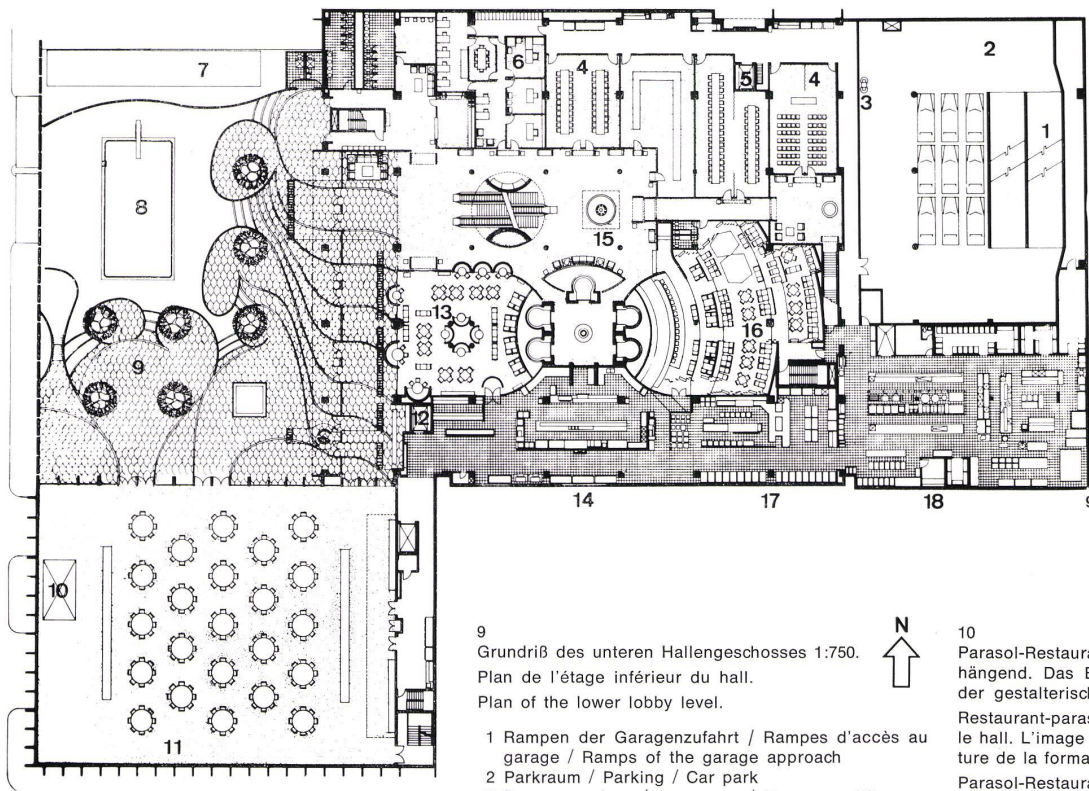 7
6
4
5
4
2
3
1
8
15
13
16
9
12
14
17
18
9
10
11
9
Grundriß des unteren Hallengeschosses 1:750.
Plan de l'étage inférieur du hall.
Plan of the lower lobby level.
1 Rampen der Garagenzufahrt / Rampes d'accès au
garage / Ramps of the garage approach
2 Parkraum / Parking / Car park
N
10
Parasol-Restaura
hängend. Das E
der gestalterisch
Restaurant-paras
le hall. L'image
ture de la forma
Parasol-Restaura